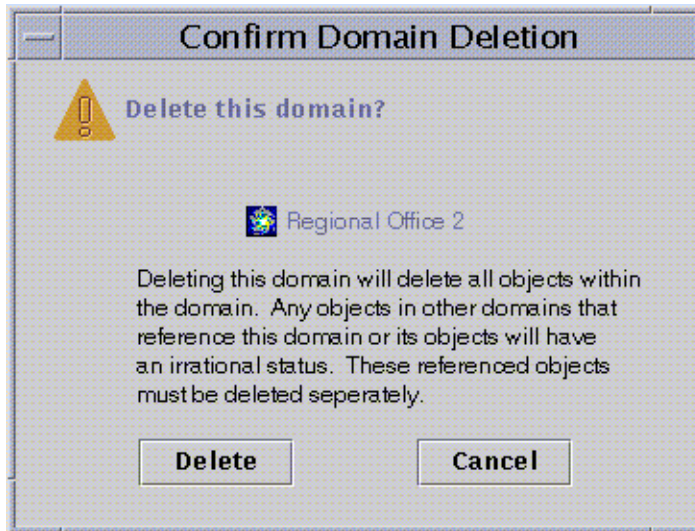 Confirm Domain Deletion
Delete this domain?
Regional Office 2
Deleting this domain will delete all objects within
the domain. Any objects in other domains that
reference this domain or its objects will have
an irrational status. These referenced objects
must be deleted seperately.
Delete
Cancel